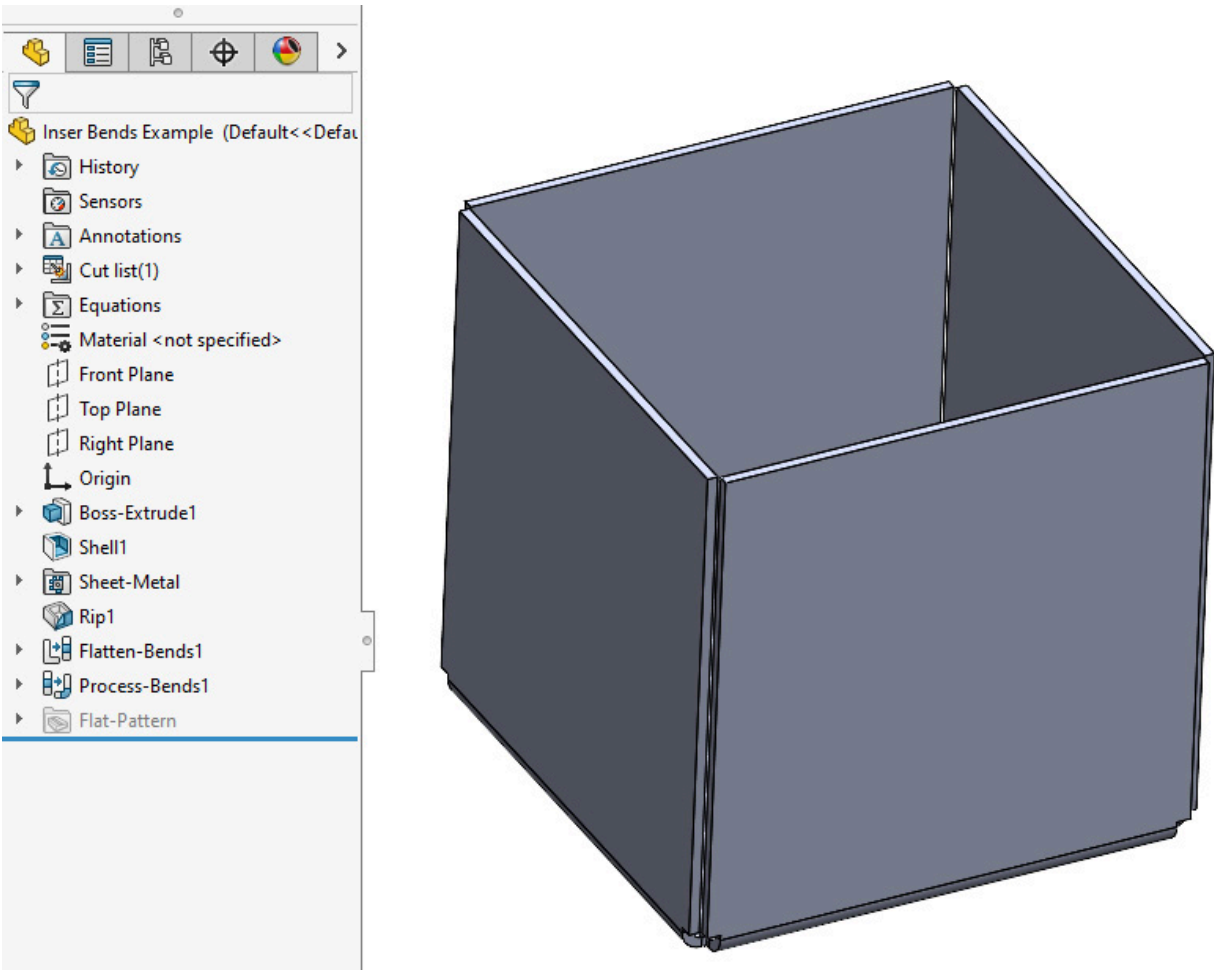 Inser Bends Example (Default<<Defau
History
Sensors
Annotations
Cut list(1)
Equations
Material <not specified>
Front Plane
Top Plane
Right Plane
Origin
Boss-Extrude1
Shell1
Sheet-Metal
Rip1
Flatten-Bends1
Process-Bends1
Flat-Pattern